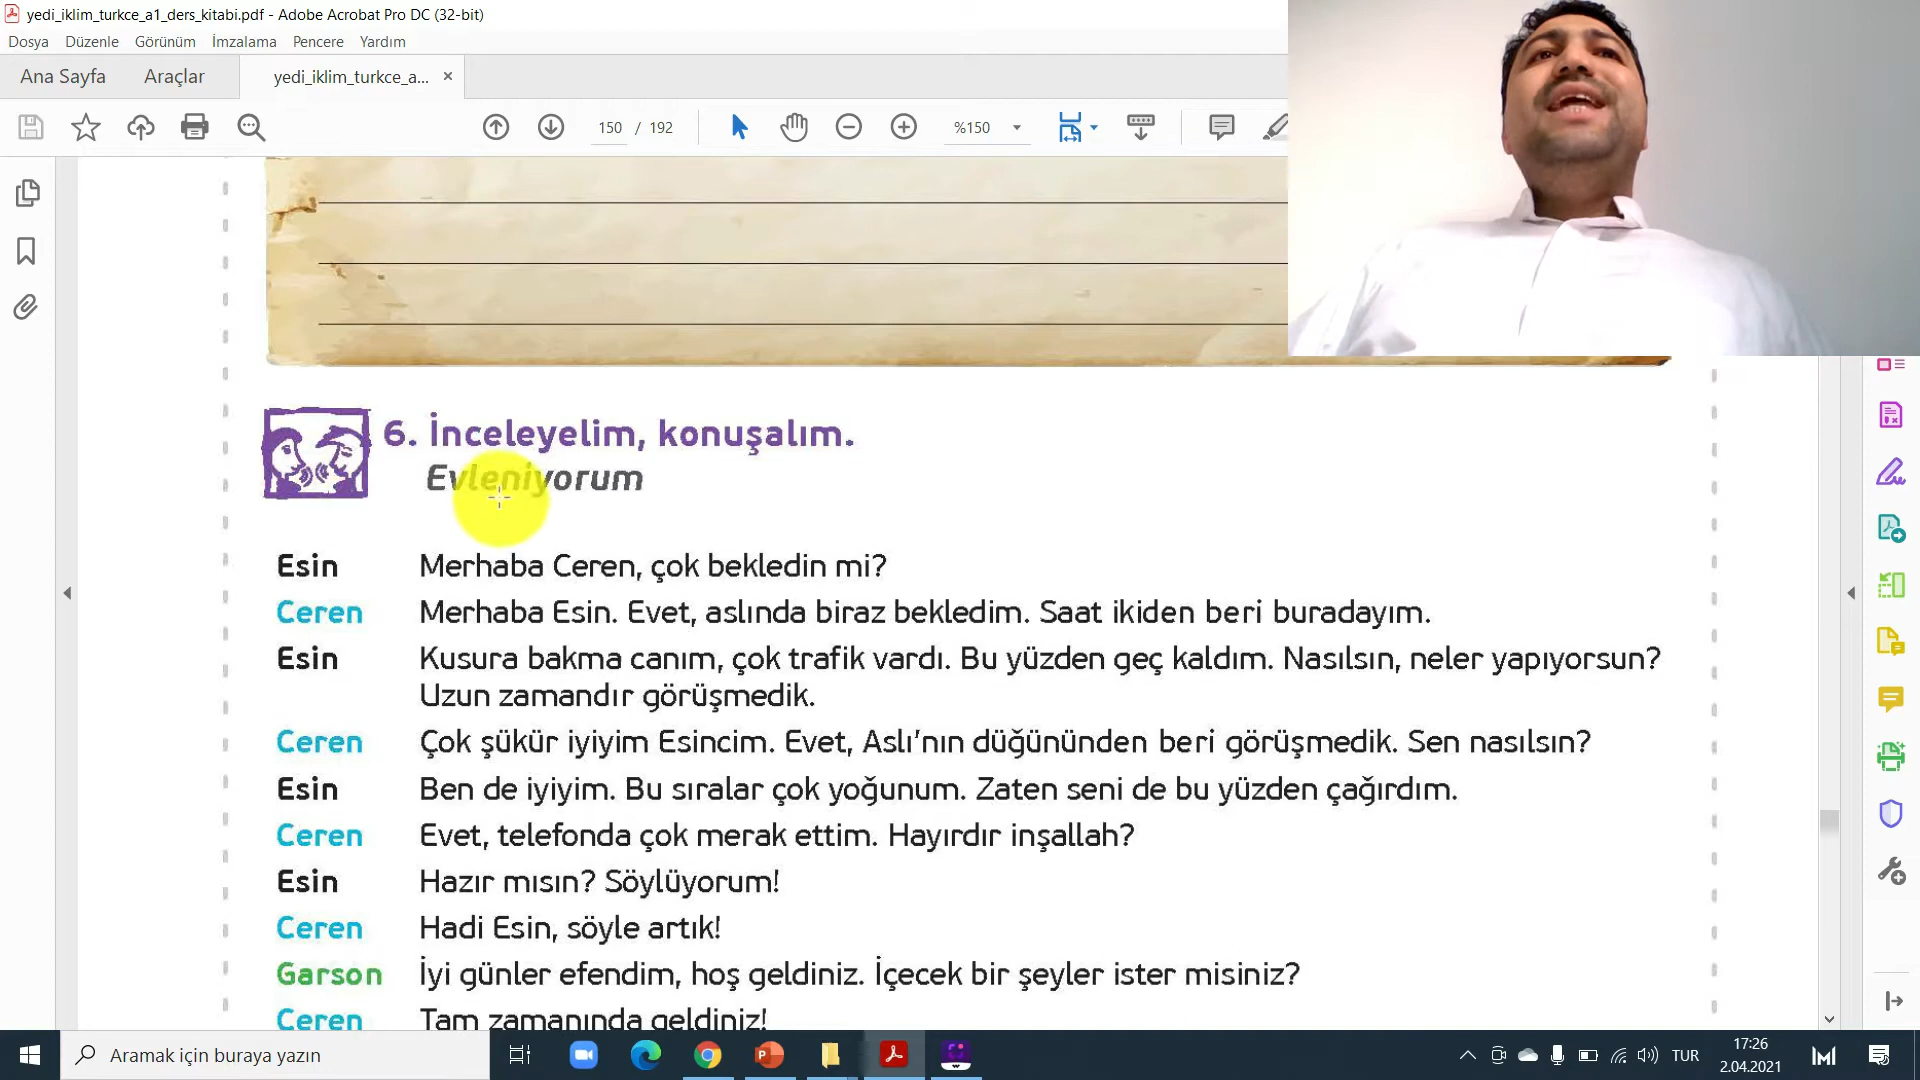 yedi_iklim_turkce_a1_ders_kitabi.pdf - Adobe Acrobat Pro DC (32-bit)
Dosya Düzenle Görünüm İmzalama Pencere Yardım
Ana Sayfa Araçlar yedi_iklim_turkce_a... ×
150 / 192 %150
6. İnceleyelim, konuşalım.
Evleniyorum
Esin Merhaba Ceren, çok bekledin mi?
Ceren Merhaba Esin. Evet, aslında biraz bekledim. Saat ikiden beri buradayım.
Esin Kusura bakma canım, çok trafik vardı. Bu yüzden geç kaldım. Nasılsın, neler yapıyorsun?
Uzun zamandır görüşmedik.
Ceren Çok şükür iyiyim Esincim. Evet, Aslı'nın düğününden beri görüşmedik. Sen nasılsın?
Esin Ben de iyiyim. Bu sıralar çok yoğunum. Zaten seni de bu yüzden çağırdım.
Ceren Evet, telefonda çok merak ettim. Hayırdır inşallah?
Esin Hazır mısın? Söylüyorum!
Ceren Hadi Esin, söyle artık!
Garson İyi günler efendim, hoş geldiniz. İçecek bir şeyler ister misiniz?
Ceren Tam zamanında geldiniz!
Aramak için buraya yazın
TUR
17:26
2.04.2021